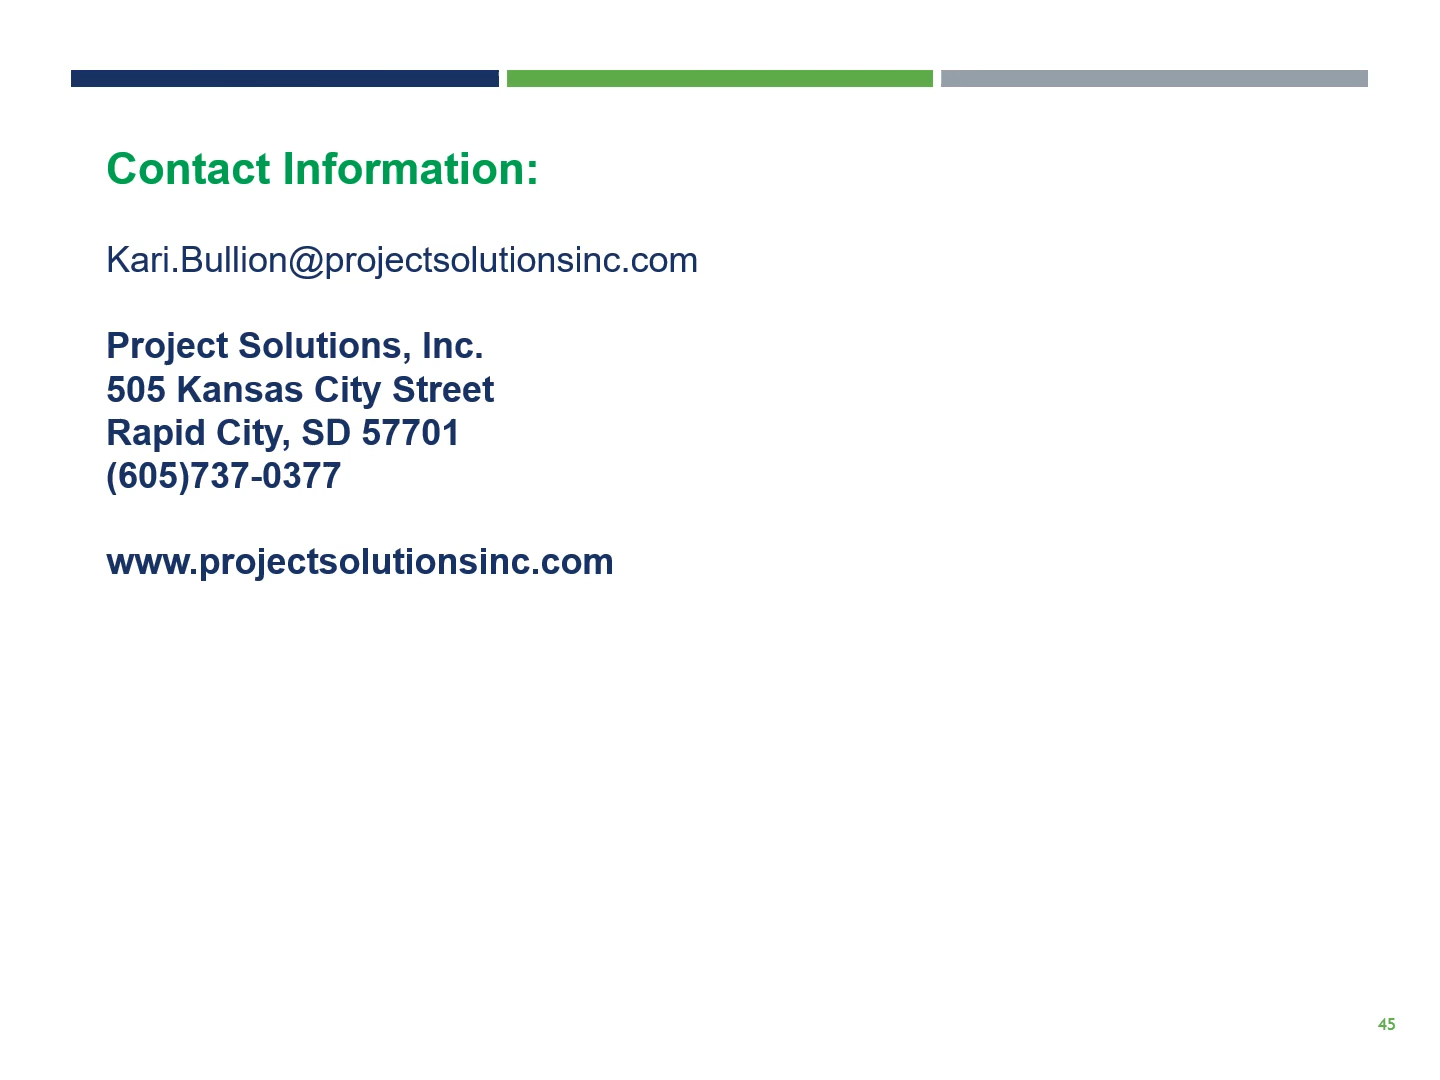 Contact Information:
Kari.Bullion@projectsolutionsinc.com
Project Solutions, Inc.
505 Kansas City Street
Rapid City, SD 57701
(605)737-0377
www.projectsolutionsinc.com
45